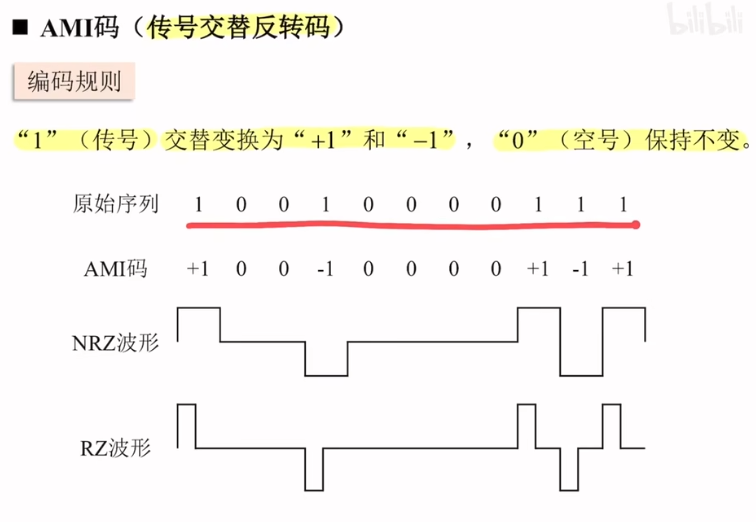 bilibili
■ AMI码（传号交替反转码）
编码规则
“1”（传号）交替变换为“+1”和“−1”，“0”（空号）保持不变。
原始序列 1 0 0 1 0 0 0 0 1 1 1
AMI码 +1 0 0 -1 0 0 0 0 +1 -1 +1
NRZ波形
RZ波形